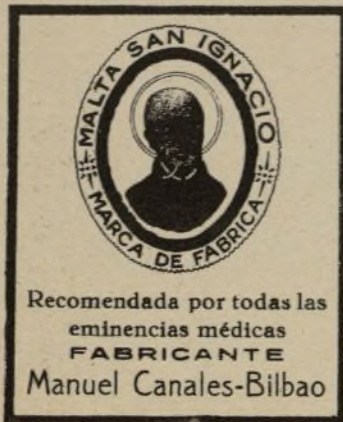 MALTA SAN IGNACIO
MARCA DE FABRICA
Recomendada por todas las
eminencias médicas
FABRICANTE
Manuel Canales-Bilbao